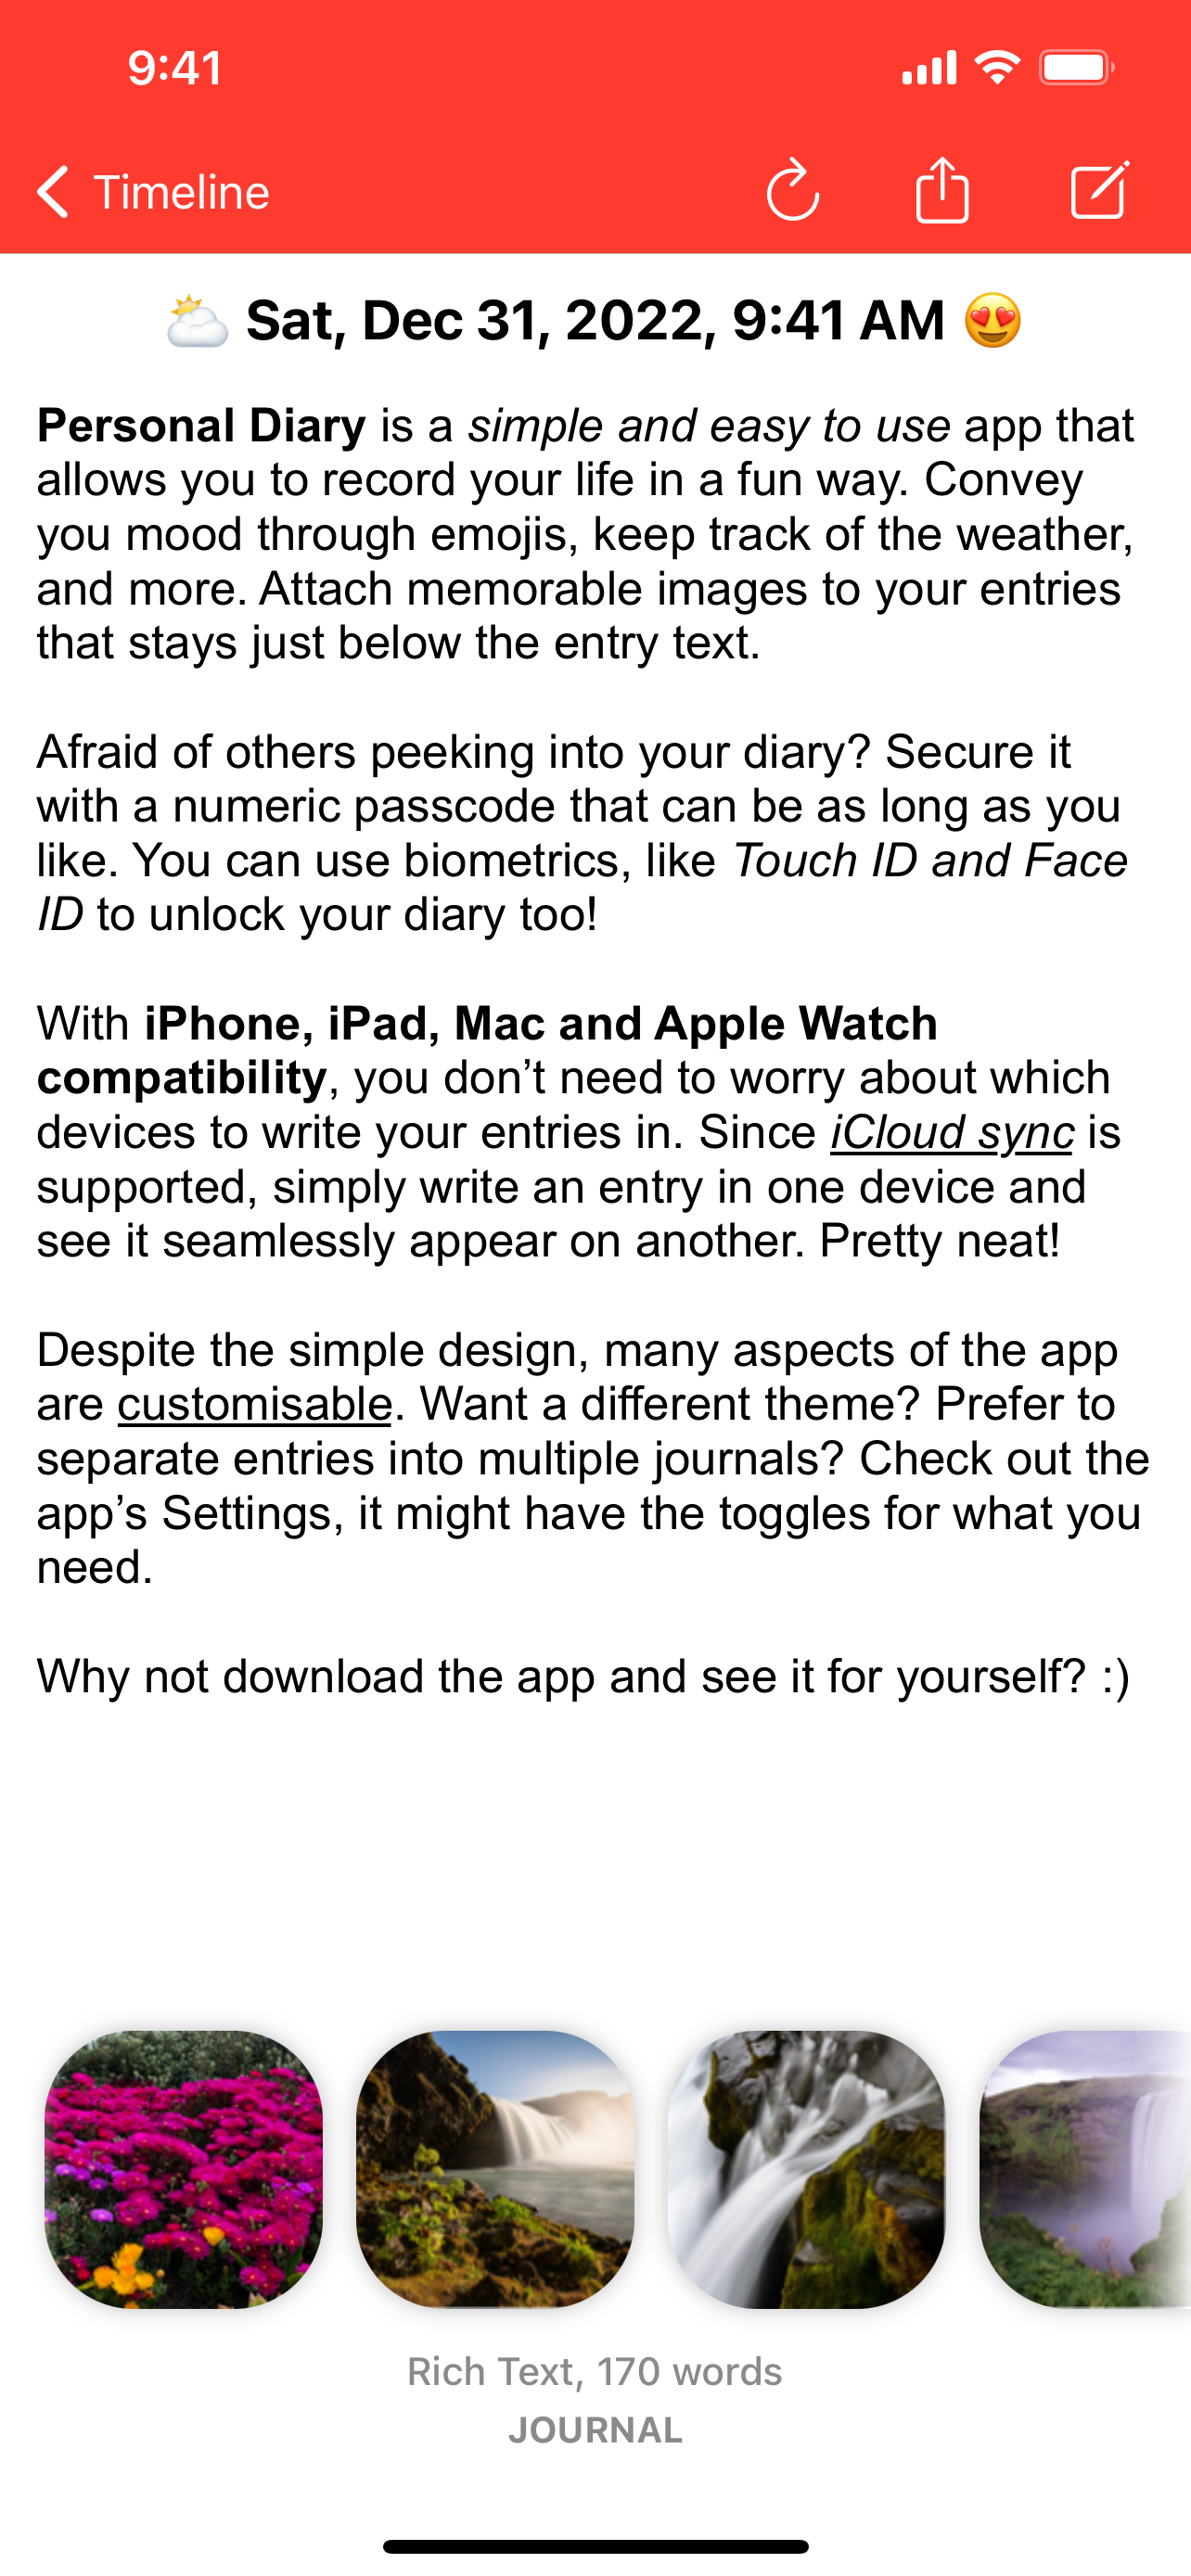 9:41
Timeline
Sat, Dec 31, 2022, 9:41 AM
Personal Diary is a simple and easy to use app that
allows you to record your life in a fun way. Convey
you mood through emojis, keep track of the weather,
and more. Attach memorable images to your entries
that stays just below the entry text.
Afraid of others peeking into your diary? Secure it
with a numeric passcode that can be as long as you
like. You can use biometrics, like Touch ID and Face
ID to unlock your diary too!
With iPhone, iPad, Mac and Apple Watch
compatibility, you don’t need to worry about which
devices to write your entries in. Since iCloud sync is
supported, simply write an entry in one device and
see it seamlessly appear on another. Pretty neat!
Despite the simple design, many aspects of the app
are customisable. Want a different theme? Prefer to
separate entries into multiple journals? Check out the
app’s Settings, it might have the toggles for what you
need.
Why not download the app and see it for yourself? :)
Rich Text, 170 words
JOURNAL